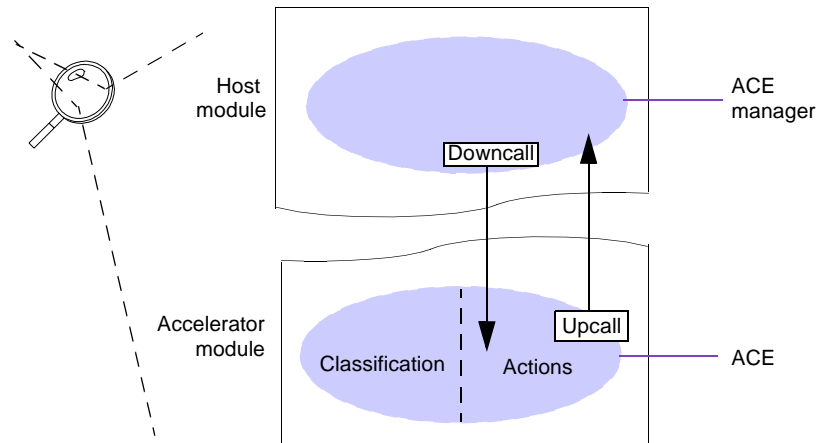 Host
module
ACE
manager
Downcall
Upcall
Accelerator
module
Classification
Actions
ACE